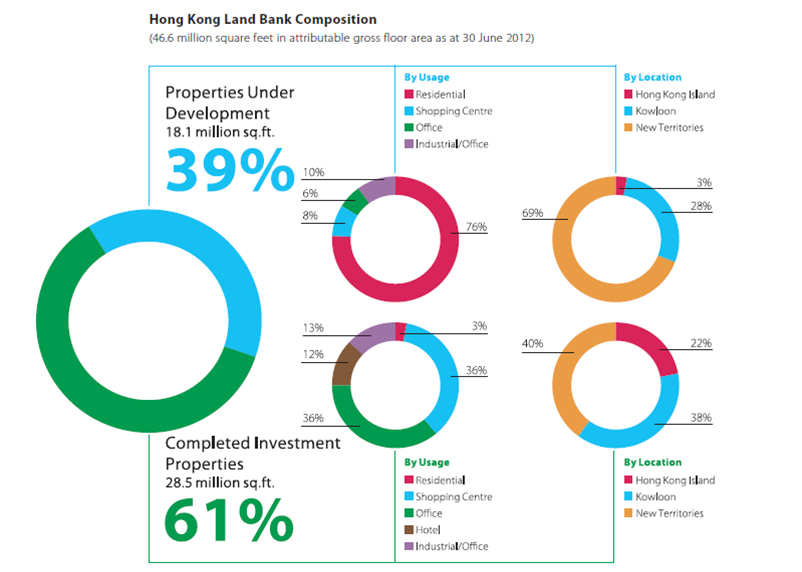 Hong Kong Land Bank Composition
(46.6 million square feet in attributable gross floor area as at 30 June 2012)
Properties Under
Development
18.1 million sq.ft.
39%
By Usage
Residential
Shopping Centre
Office
Industrial/Office
By Location
Hong Kong Island
Kowloon
New Territories
10%
6%
8%
76%
69%
3%
28%
13%
12%
36%
3%
36%
40%
22%
38%
Completed Investment
Properties
28.5 million sq.ft.
61%
By Usage
Residential
Shopping Centre
Office
Hotel
Industrial/Office
By Location
Hong Kong Island
Kowloon
New Territories